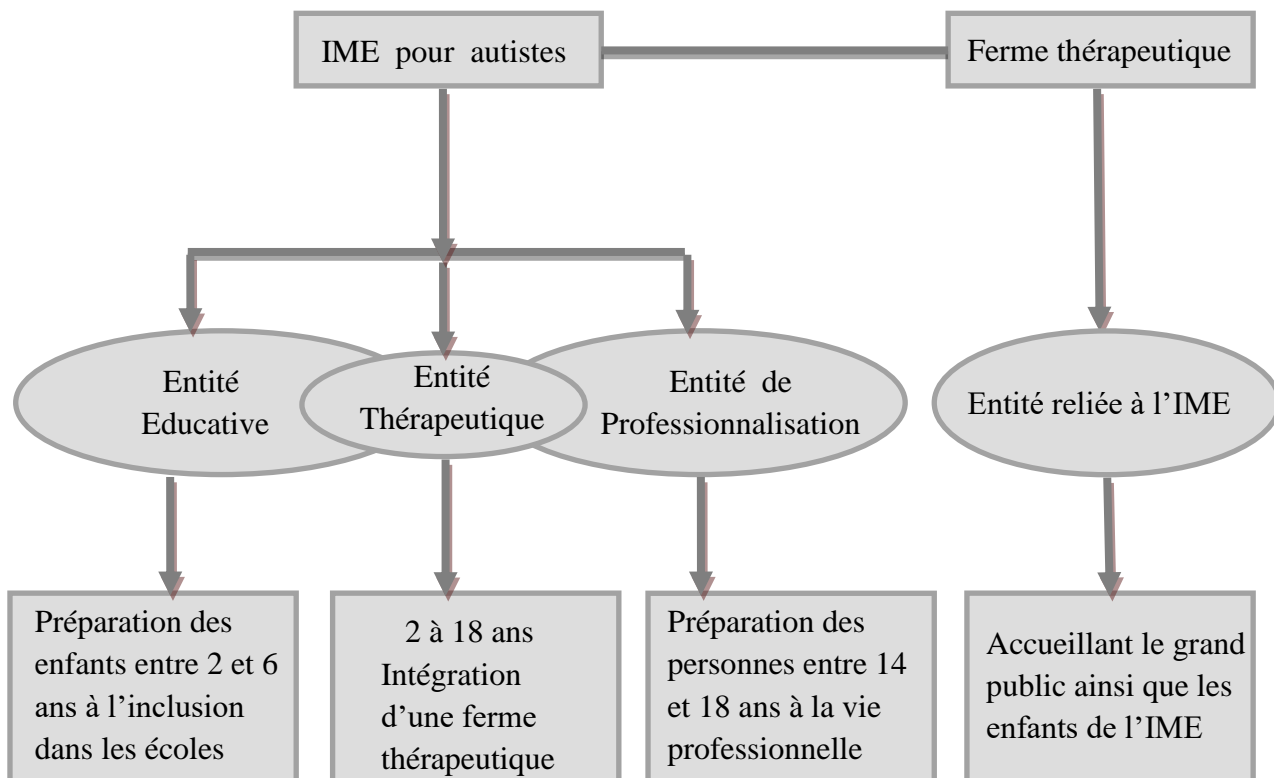 IME pour autistes
Ferme thérapeutique
Entité
Educative
Entité
Thérapeutique
Entité de
Professionnalisation
Entité reliée à l’IME
Préparation des
enfants entre 2 et 6
ans à l’inclusion
dans les écoles
2 à 18 ans
Intégration
d’une ferme
thérapeutique
Préparation des
personnes entre 14
et 18 ans à la vie
professionnelle
Accueillant le grand
public ainsi que les
enfants de l’IME